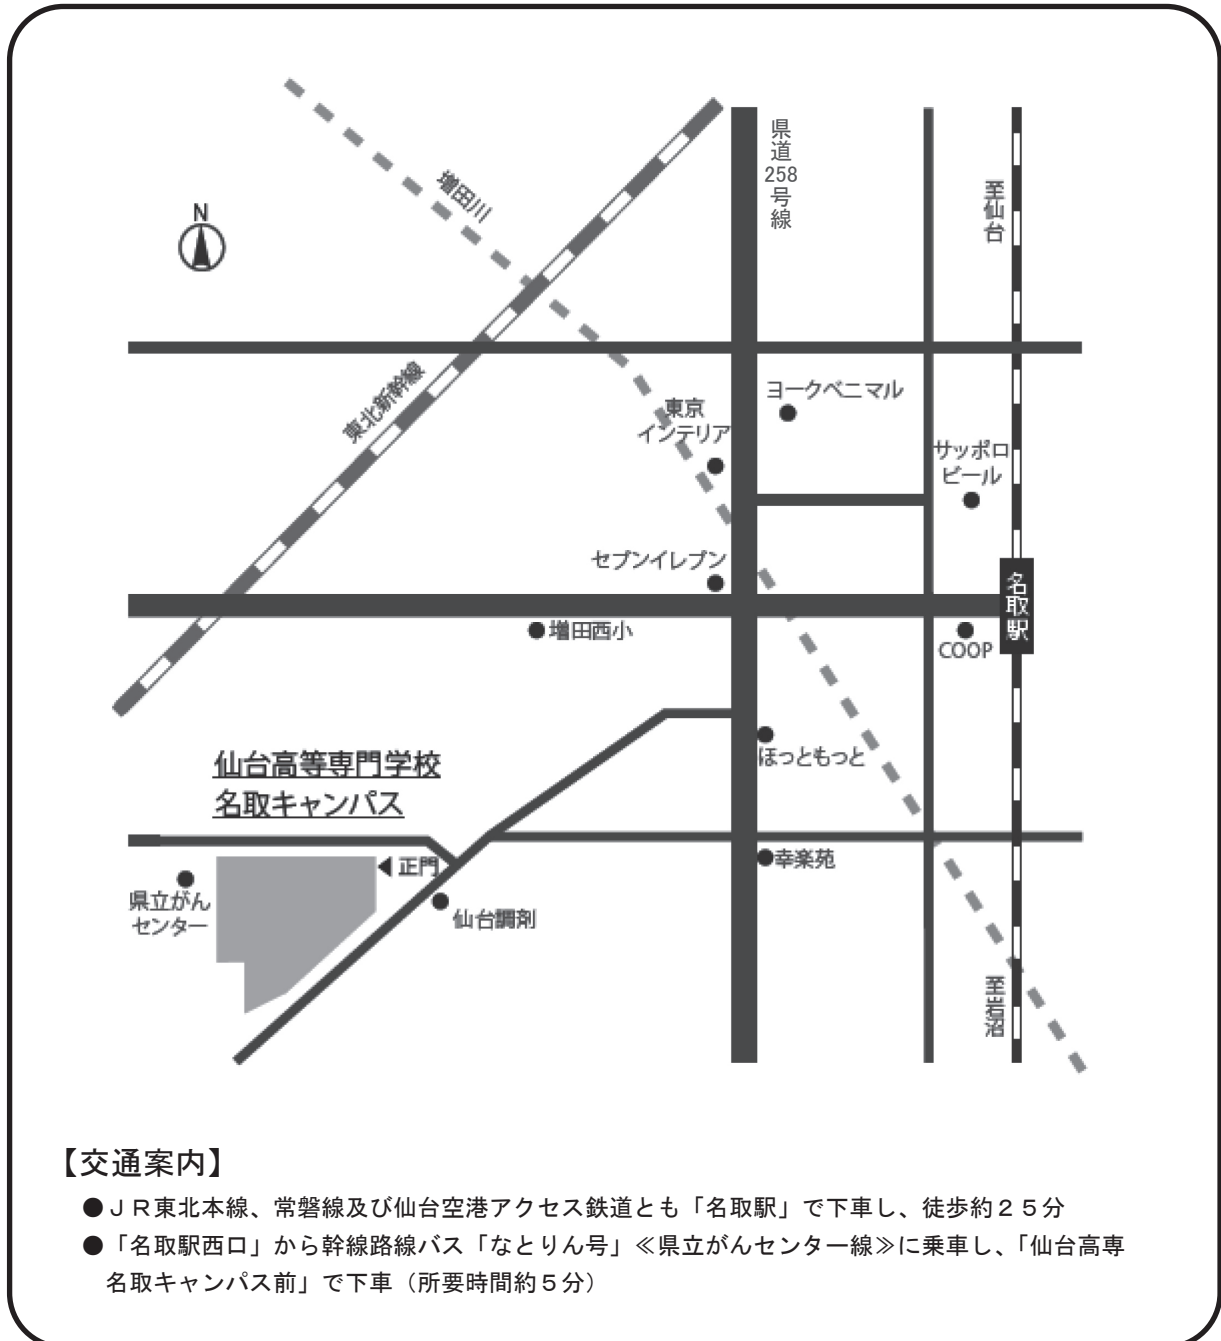 県道258号線
至仙台
増田川
N
東北新幹線
ヨークベニマル
東京
インテリア
サッポロ
ビール
セブンイレブン
名取駅
増田西小
COOP
ほっともっと
仙台高等専門学校
名取キャンパス
正門
幸楽苑
県立がん
センター
仙台調剤
至岩沼
【交通案内】
●ＪＲ東北本線、常磐線及び仙台空港アクセス鉄道とも「名取駅」で下車し、徒歩約２５分
●「名取駅西口」から幹線路線バス「なとりん号」≪県立がんセンター線≫に乗車し、「仙台高専
名取キャンパス前」で下車（所要時間約５分）